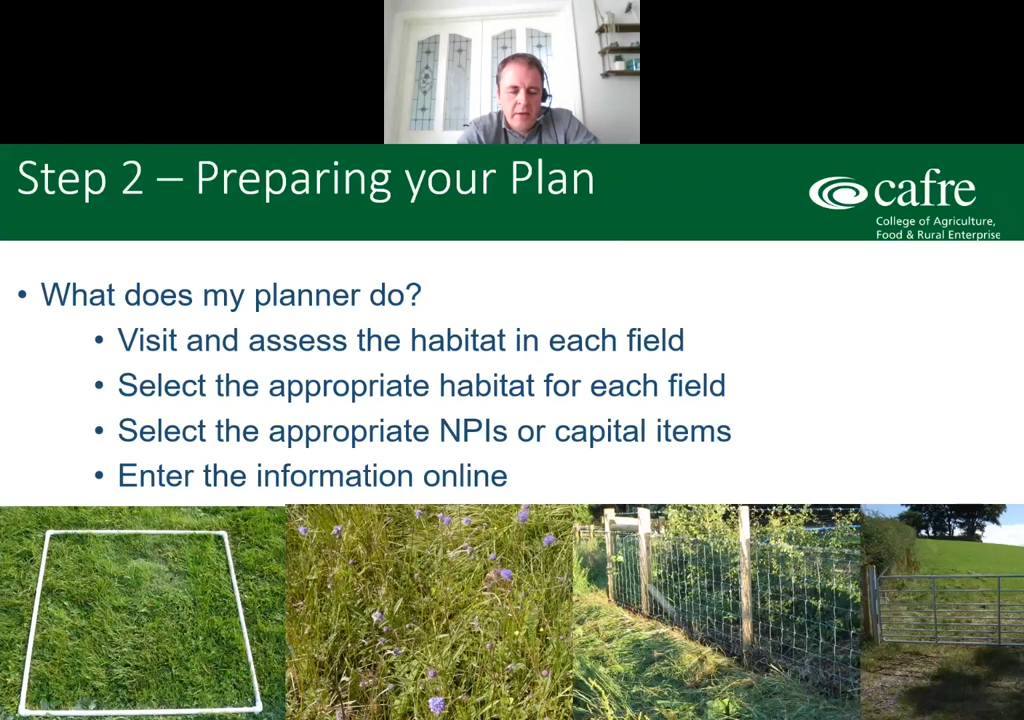 Step 2 – Preparing your Plan
cafre
College of Agriculture,
Food & Rural Enterprise
• What does my planner do?
• Visit and assess the habitat in each field
• Select the appropriate habitat for each field
• Select the appropriate NPIs or capital items
• Enter the information online